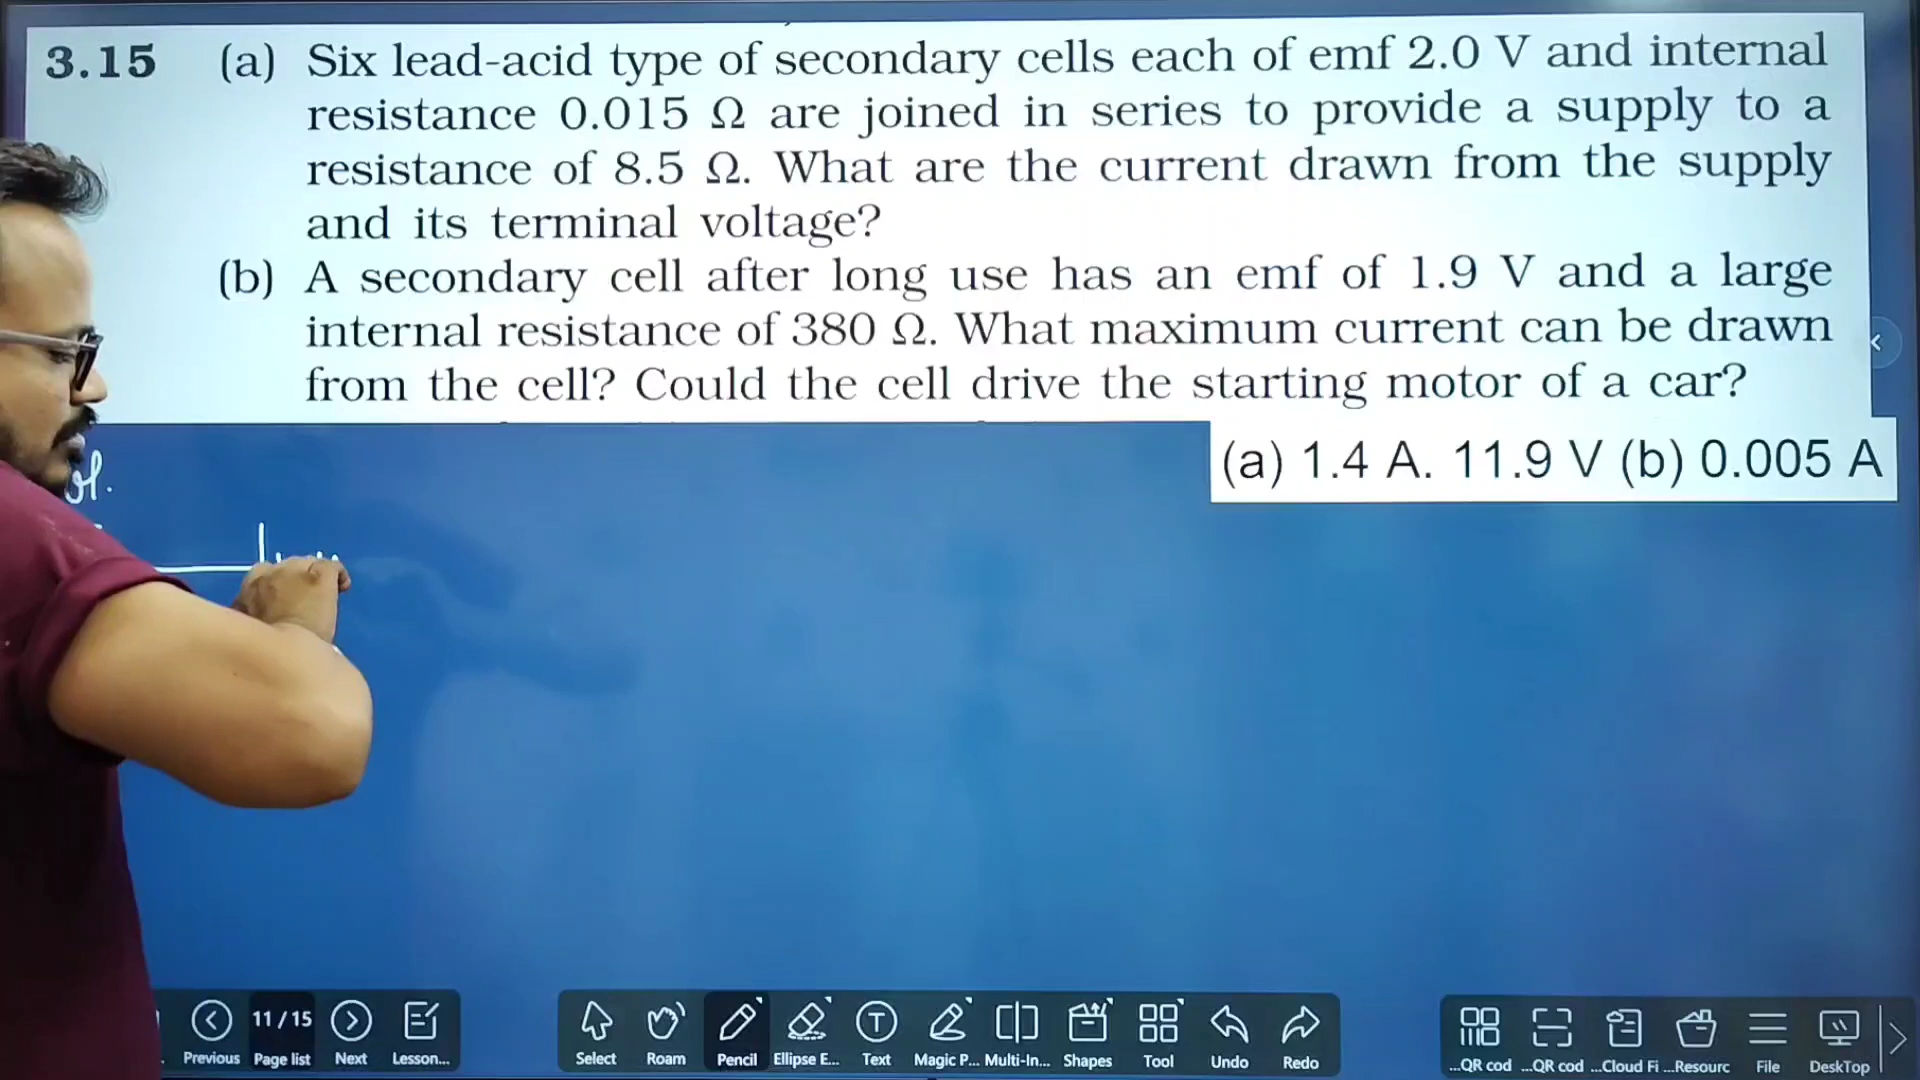 3.15 (a) Six lead-acid type of secondary cells each of emf 2.0 V and internal
resistance 0.015 Ω are joined in series to provide a supply to a
resistance of 8.5 Ω. What are the current drawn from the supply
and its terminal voltage?
(b) A secondary cell after long use has an emf of 1.9 V and a large
internal resistance of 380 Ω. What maximum current can be drawn
from the cell? Could the cell drive the starting motor of a car?
(a) 1.4 A. 11.9 V (b) 0.005 A
ol.
11/15
Previous Page list Next Lesson...
Select Roam Pencil Ellipse E... Text Magic P... Multi-In... Shapes Tool Undo Redo
...QR cod ...QR cod ...Cloud Fi ...Resourc File DeskTop